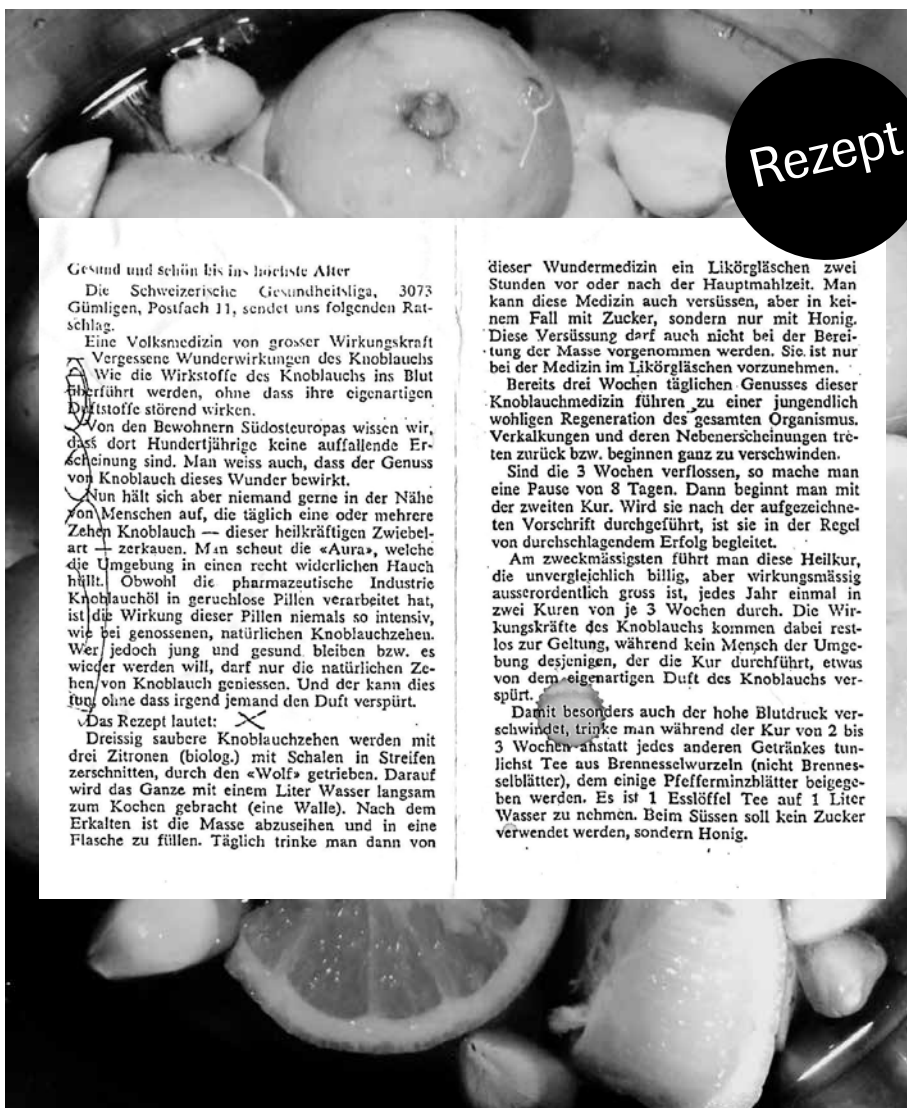 Rezept
Gesund und schön bis ins höchste Alter
Die Schweizerische Gesundheitsliga, 3073
Gümligen, Postfach 11, sendet uns folgenden Rat-
schlag.
Eine Volksmedizin von grosser Wirkungskraft
Vergessene Wunderwirkungen des Knoblauchs
Wie die Wirkstoffe des Knoblauchs ins Blut
überführt werden, ohne dass ihre eigenartigen
Duftstoffe störend wirken.
Von den Bewohnern Südosteuropas wissen wir,
dass dort Hundertjährige keine auffallende Er-
scheinung sind. Man weiss auch, dass der Genuss
von Knoblauch dieses Wunder bewirkt.
Nun hält sich aber niemand gerne in der Nähe
von Menschen auf, die täglich eine oder mehrere
Zehen Knoblauch — dieser heilkräftigen Zwiebel-
art — zerkauen. Man scheut die «Aura», welche
die Umgebung in einen recht widerlichen Hauch
hüllt. Obwohl die pharmazeutische Industrie
Knoblauchöl in geruchlose Pillen verarbeitet hat,
ist die Wirkung dieser Pillen niemals so intensiv,
wie bei genossenen, natürlichen Knoblauchzehen.
Wer jedoch jung und gesund bleiben bzw. es
wieder werden will, darf nur die natürlichen Ze-
hen von Knoblauch geniessen. Und der kann dies
tun, ohne dass irgend jemand den Duft verspürt.
Das Rezept lautet:
Dreissig saubere Knoblauchzehen werden mit
drei Zitronen (biolog.) mit Schalen in Streifen
zerschnitten, durch den «Wolf» getrieben. Darauf
wird das Ganze mit einem Liter Wasser langsam
zum Kochen gebracht (eine Walle). Nach dem
Erkalten ist die Masse abzuseihen und in eine
Flasche zu füllen. Täglich trinke man dann von
dieser Wundermedizin ein Likörgläschen zwei
Stunden vor oder nach der Hauptmahlzeit. Man
kann diese Medizin auch versüssen, aber in kei-
nem Fall mit Zucker, sondern nur mit Honig.
Diese Versüssung darf auch nicht bei der Berei-
tung der Masse vorgenommen werden. Sie ist nur
bei der Medizin im Likörgläschen vorzunehmen.
Bereits drei Wochen täglichen Genusses dieser
Knoblauchmedizin führen zu einer jungendlich
wohligen Regeneration des gesamten Organismus.
Verkalkungen und deren Nebenerscheinungen tre-
ten zurück bzw. beginnen ganz zu verschwinden.
Sind die 3 Wochen verflossen, so mache man
eine Pause von 8 Tagen. Dann beginnt man mit
der zweiten Kur. Wird sie nach der aufgezeichne-
ten Vorschrift durchgeführt, ist sie in der Regel
von durchschlagendem Erfolg begleitet.
Am zweckmässigsten führt man diese Heilkur,
die unvergleichlich billig, aber wirkungsmässig
ausserordentlich gross ist, jedes Jahr einmal in
zwei Kuren von je 3 Wochen durch. Die Wir-
kungskräfte des Knoblauchs kommen dabei rest-
los zur Geltung, während kein Mensch der Umge-
bung desjenigen, der die Kur durchführt, etwas
von dem eigenartigen Duft des Knoblauchs ver-
spürt.
Damit besonders auch der hohe Blutdruck ver-
schwindet, trinke man während der Kur von 2 bis
3 Wochen anstatt jedes anderen Getränkes tun-
lichst Tee aus Brennesselwurzeln (nicht Brennes-
selblätter), dem einige Pfefferminzblätter beigege-
ben werden. Es ist 1 Esslöffel Tee auf 1 Liter
Wasser zu nehmen. Beim Süssen soll kein Zucker
verwendet werden, sondern Honig.